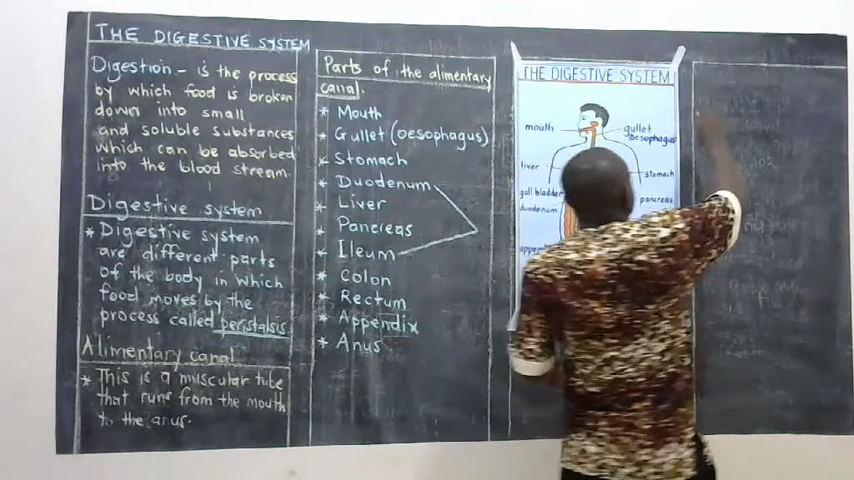 THE DIGESTIVE SYSTEM
Digestion - is the process
by which food is broken
down into small
and soluble substances
which can be absorbed
into the blood stream.
Digestive system
* Digestive system
are different parts
of the body in which
food moves by the
process called peristalsis
Alimentary canal
* This is a muscular tube
that runs from the mouth
to the anus.
Parts of the alimentary
canal.
* Mouth
* Gullet (oesophagus)
* Stomach
* Duodenum
* Liver
* Pancreas
* Ileum
* Colon
* Rectum
* Appendix
* Anus
THE DIGESTIVE SYSTEM
mouth
gullet
oesophagus
liver
stomach
gall bladder
pancreas
duodenum